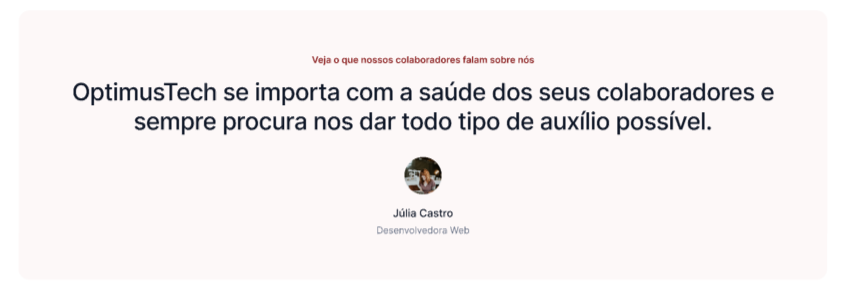 Veja o que nossos colaboradores falam sobre nós
OptimusTech se importa com a saúde dos seus colaboradores e
sempre procura nos dar todo tipo de auxílio possível.
Júlia Castro
Desenvolvedora Web